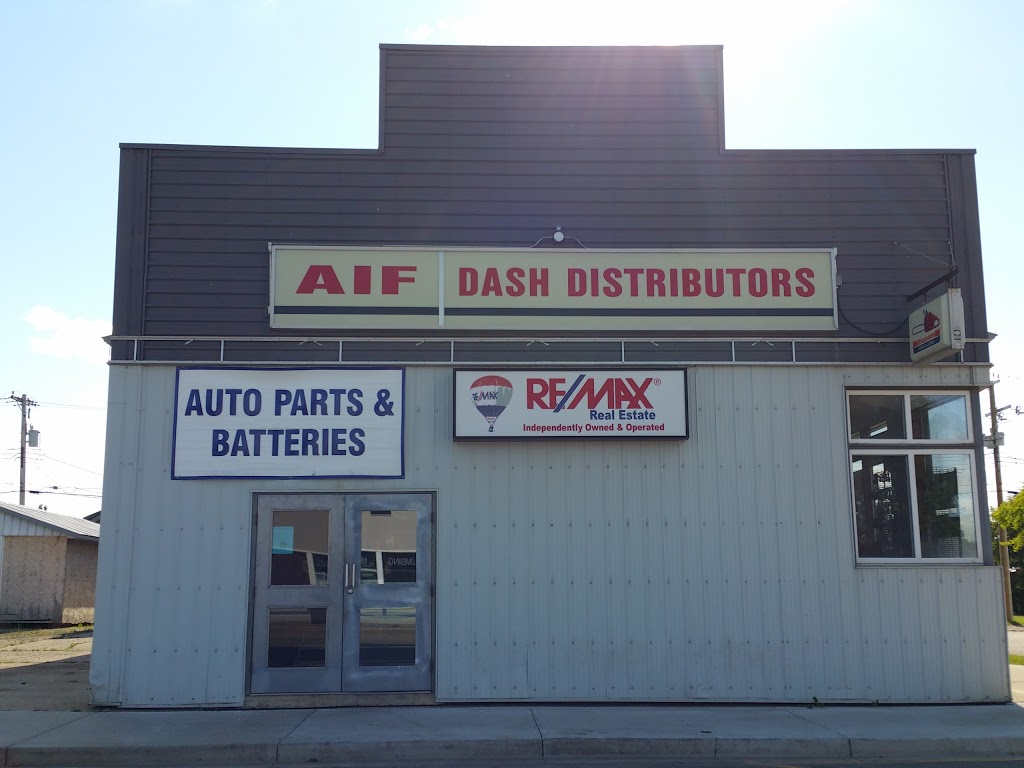 AIF DASH DISTRIBUTORS
AUTO PARTS &
BATTERIES
RE/MAX
RE/MAX®
Real Estate
Independently Owned & Operated